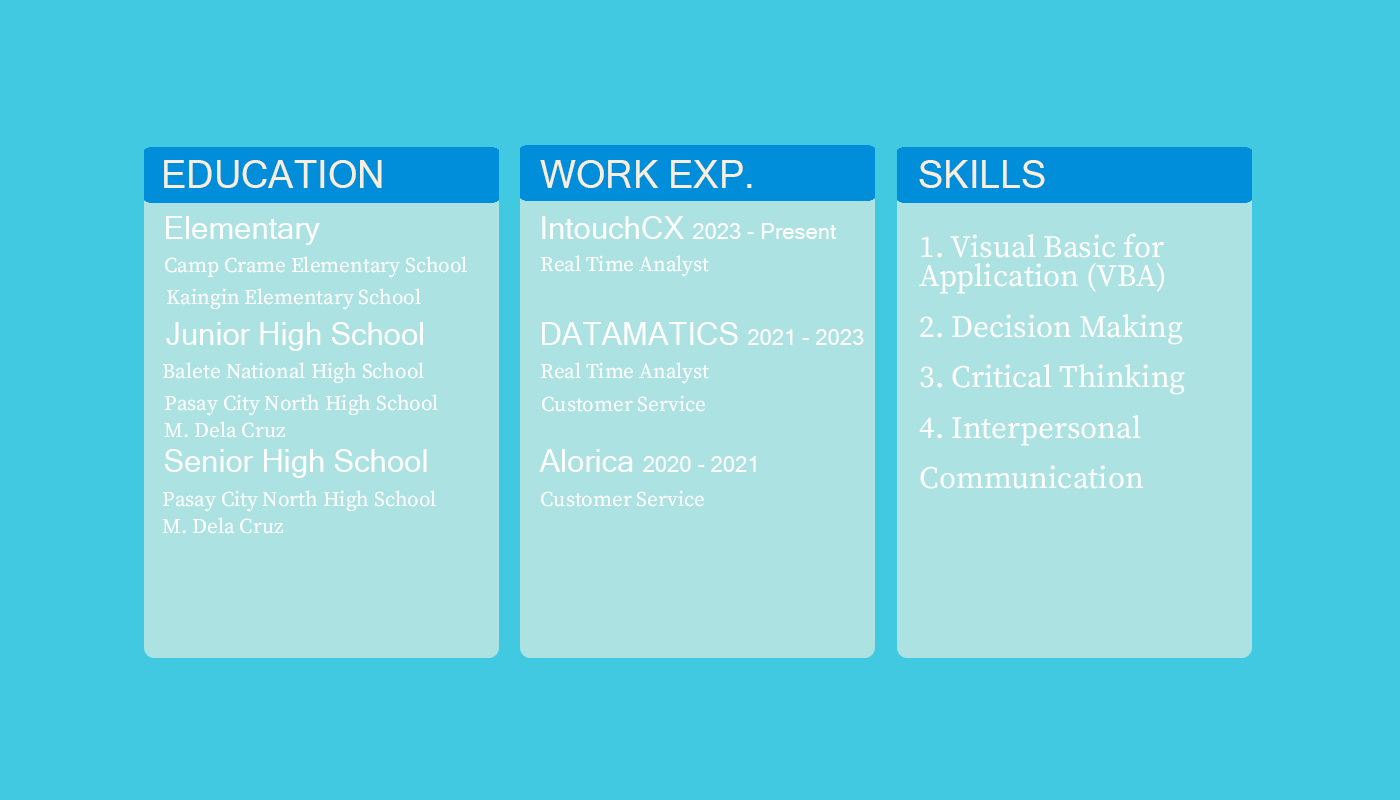 EDUCATION
Elementary
Camp Crame Elementary School
Kaingin Elementary School
Junior High School
Balete National High School
Pasay City North High School
M. Dela Cruz
Senior High School
Pasay City North High School
M. Dela Cruz
WORK EXP.
IntouchCX 2023 - Present
Real Time Analyst
DATAMATICS 2021 - 2023
Real Time Analyst
Customer Service
Alorica 2020 - 2021
Customer Service
SKILLS
1. Visual Basic for
Application (VBA)
2. Decision Making
3. Critical Thinking
4. Interpersonal
Communication